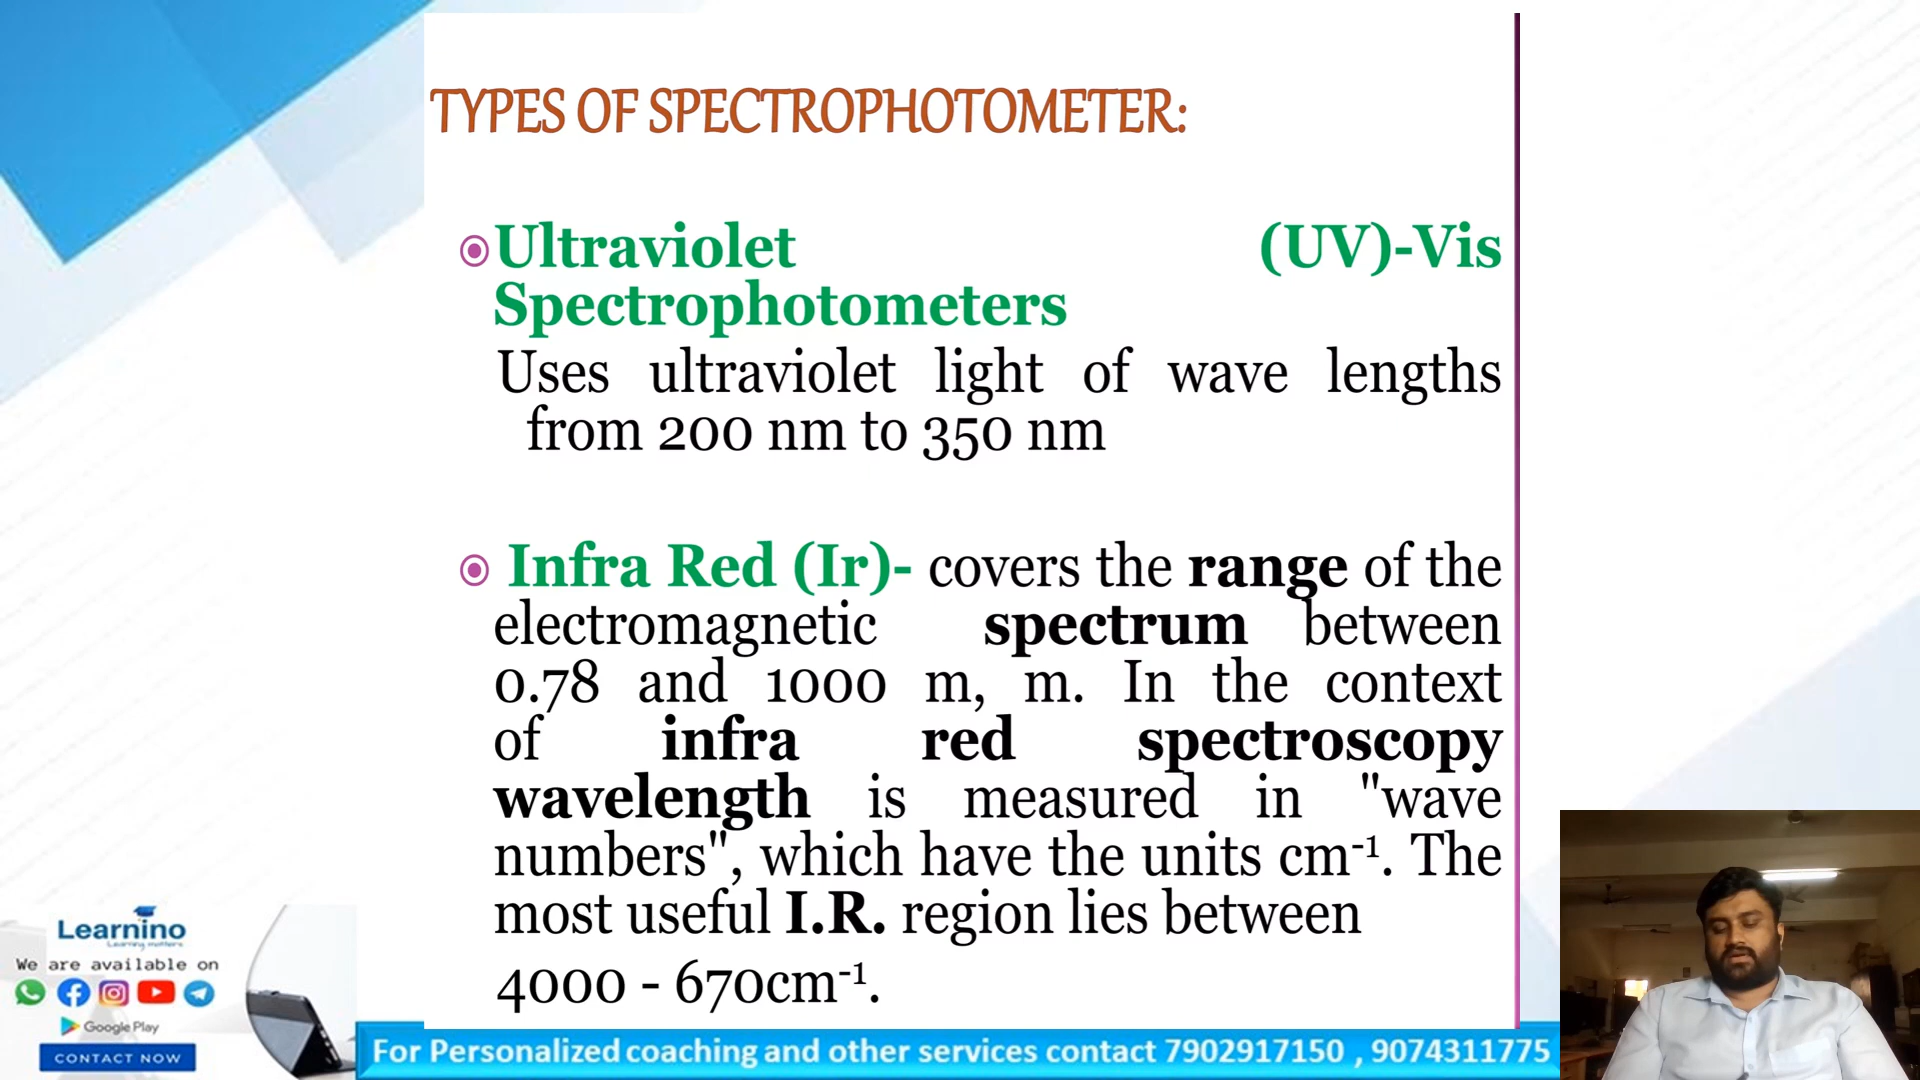 TYPES OF SPECTROPHOTOMETER:
Ultraviolet (UV)-Vis
Spectrophotometers
Uses ultraviolet light of wave lengths
from 200 nm to 350 nm
Infra Red (Ir)- covers the range of the
electromagnetic spectrum between
0.78 and 1000 m, m. In the context
of infra red spectroscopy
wavelength is measured in "wave
numbers", which have the units cm⁻¹. The
most useful I.R. region lies between
4000 - 670cm⁻¹.
Learnino
Learning matters
We are available on
Google Play
CONTACT NOW
For Personalized coaching and other services contact 7902917150 , 9074311775